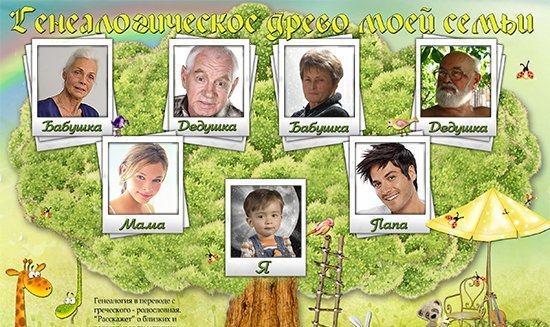 Генеалогическое древо моей семьи
Бабушка
Дедушка
Бабушка
Дедушка
Мама
Папа
Я
Генеалогия в переводе с
греческого - родословная.
"Расскажет" о близких и